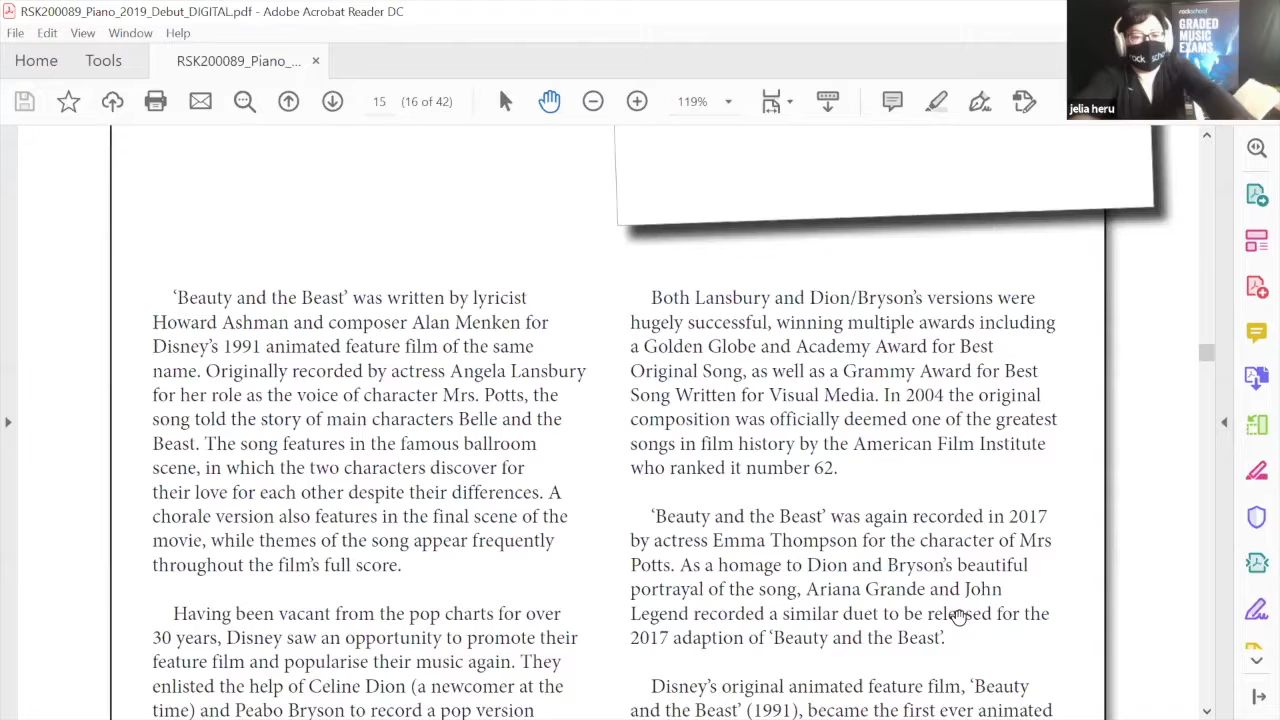 RSK200089_Piano_2019_Debut_DIGITAL.pdf - Adobe Acrobat Reader DC
File Edit View Window Help
Home Tools RSK200089_Piano_... ×
15 (16 of 42) 119%
rockschool
GRADED
MUSIC
EXAMS
jelia heru
‘Beauty and the Beast’ was written by lyricist
Howard Ashman and composer Alan Menken for
Disney’s 1991 animated feature film of the same
name. Originally recorded by actress Angela Lansbury
for her role as the voice of character Mrs. Potts, the
song told the story of main characters Belle and the
Beast. The song features in the famous ballroom
scene, in which the two characters discover for
their love for each other despite their differences. A
chorale version also features in the final scene of the
movie, while themes of the song appear frequently
throughout the film’s full score.
Having been vacant from the pop charts for over
30 years, Disney saw an opportunity to promote their
feature film and popularise their music again. They
enlisted the help of Celine Dion (a newcomer at the
time) and Peabo Bryson to record a pop version
Both Lansbury and Dion/Bryson’s versions were
hugely successful, winning multiple awards including
a Golden Globe and Academy Award for Best
Original Song, as well as a Grammy Award for Best
Song Written for Visual Media. In 2004 the original
composition was officially deemed one of the greatest
songs in film history by the American Film Institute
who ranked it number 62.
‘Beauty and the Beast’ was again recorded in 2017
by actress Emma Thompson for the character of Mrs
Potts. As a homage to Dion and Bryson’s beautiful
portrayal of the song, Ariana Grande and John
Legend recorded a similar duet to be released for the
2017 adaption of ‘Beauty and the Beast’.
Disney’s original animated feature film, ‘Beauty
and the Beast’ (1991), became the first ever animated